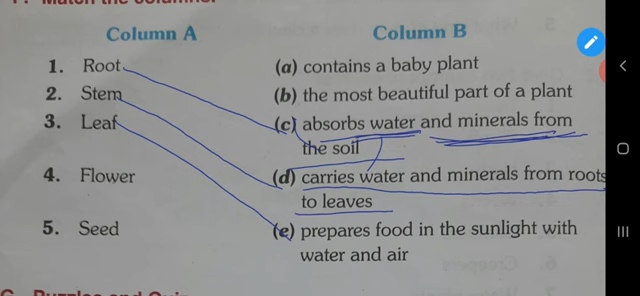 Column A
Column B
1. Root
(a) contains a baby plant
2. Stem
(b) the most beautiful part of a plant
3. Leaf
(c) absorbs water and minerals from
the soil
4. Flower
(d) carries water and minerals from roots
to leaves
5. Seed
(e) prepares food in the sunlight with
water and air